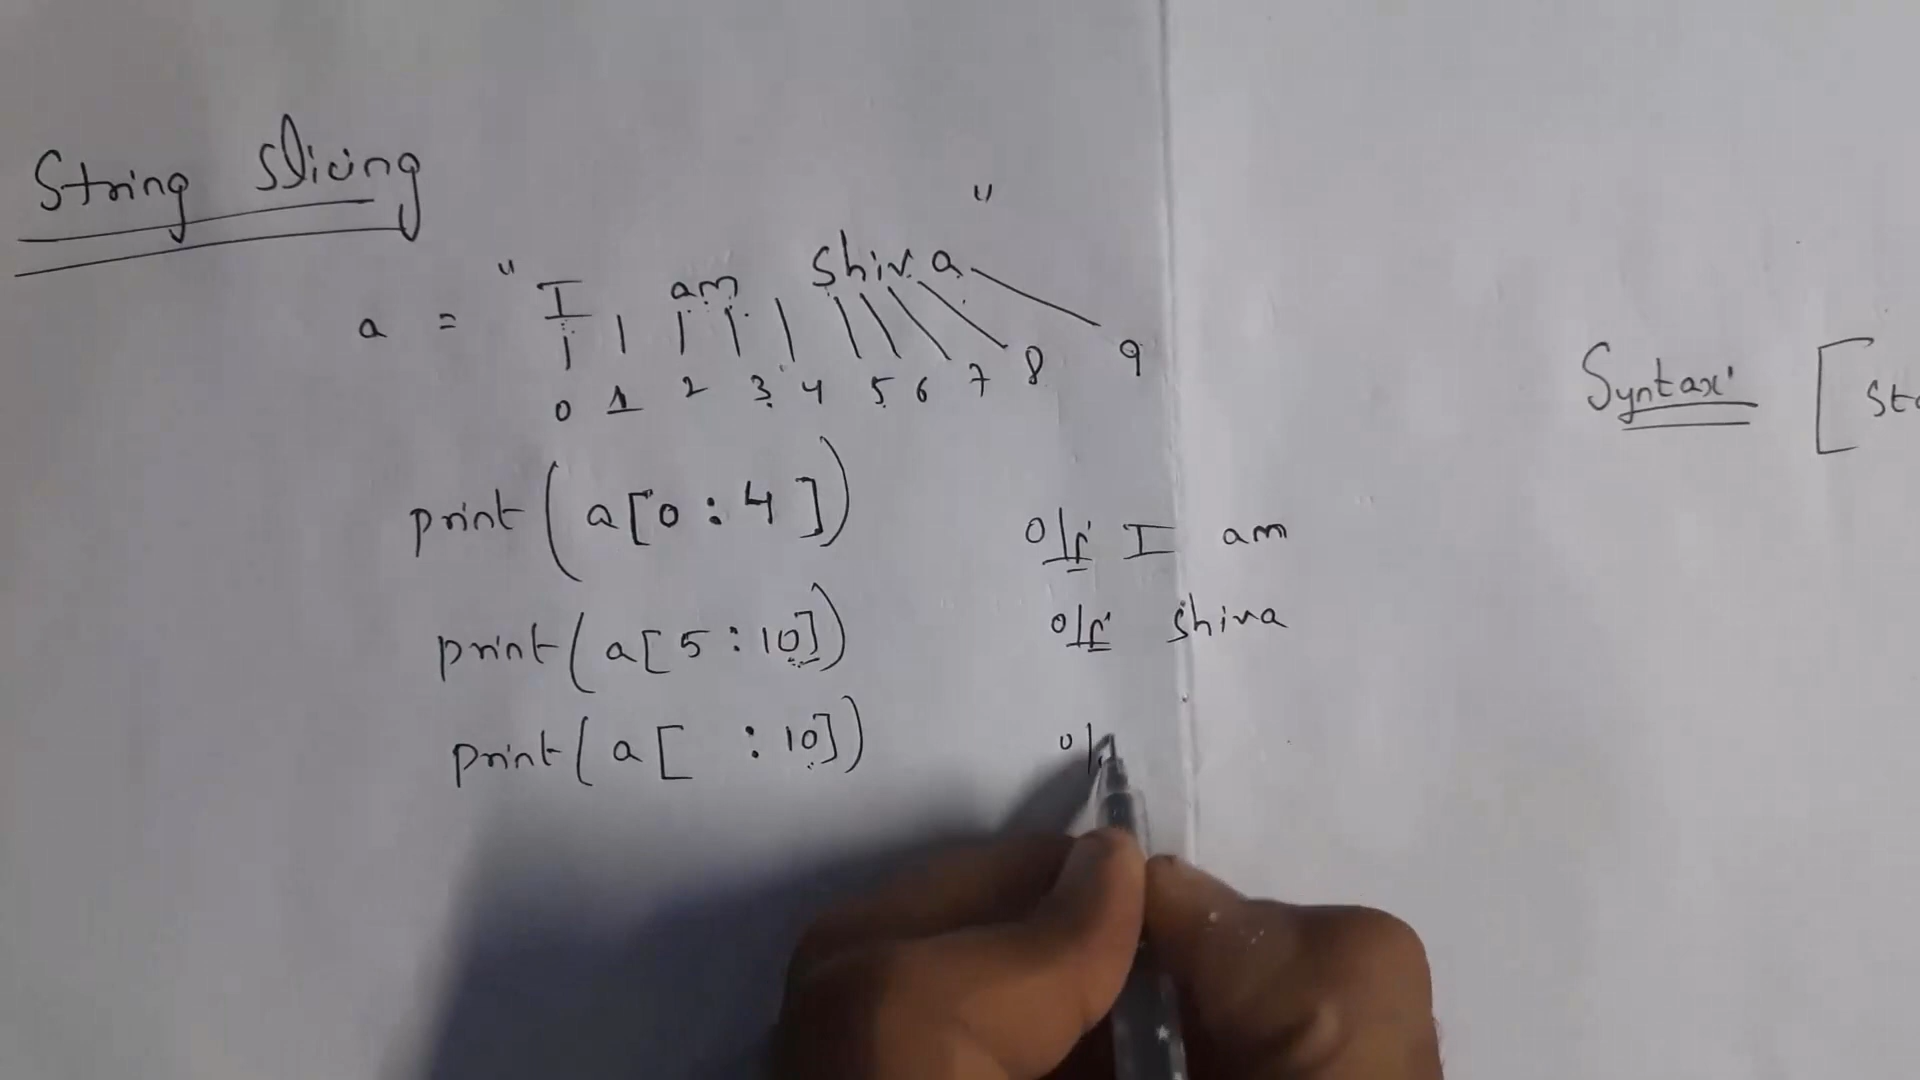 String Slicing
a = "I am Shiva"
0 1 2 3 4 5 6 7 8 9
Syntax: [
print(a[0:4]) O/P: I am
print(a[5:10]) O/P: Shiva
print(a[ :10]) O/